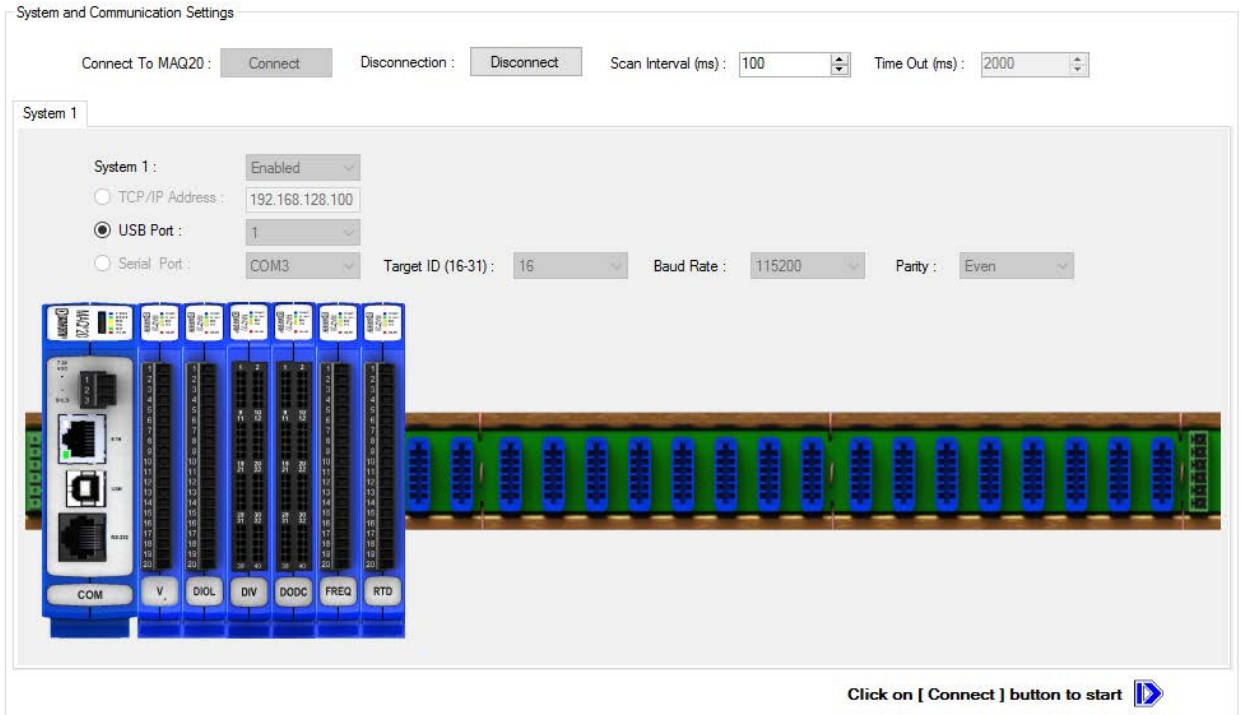 System and Communication Settings
Connect To MAQ20 : Connect Disconnection : Disconnect Scan Interval (ms) : 100 Time Out (ms) : 2000
System 1
System 1 : Enabled
TCP/IP Address : 192.168.128.100
USB Port : 1
Serial Port : COM3 Target ID (16-31) : 16 Baud Rate : 115200 Parity : Even
MAQ20
COM V DIOL DIV DODC FREQ RTD
Click on [ Connect ] button to start